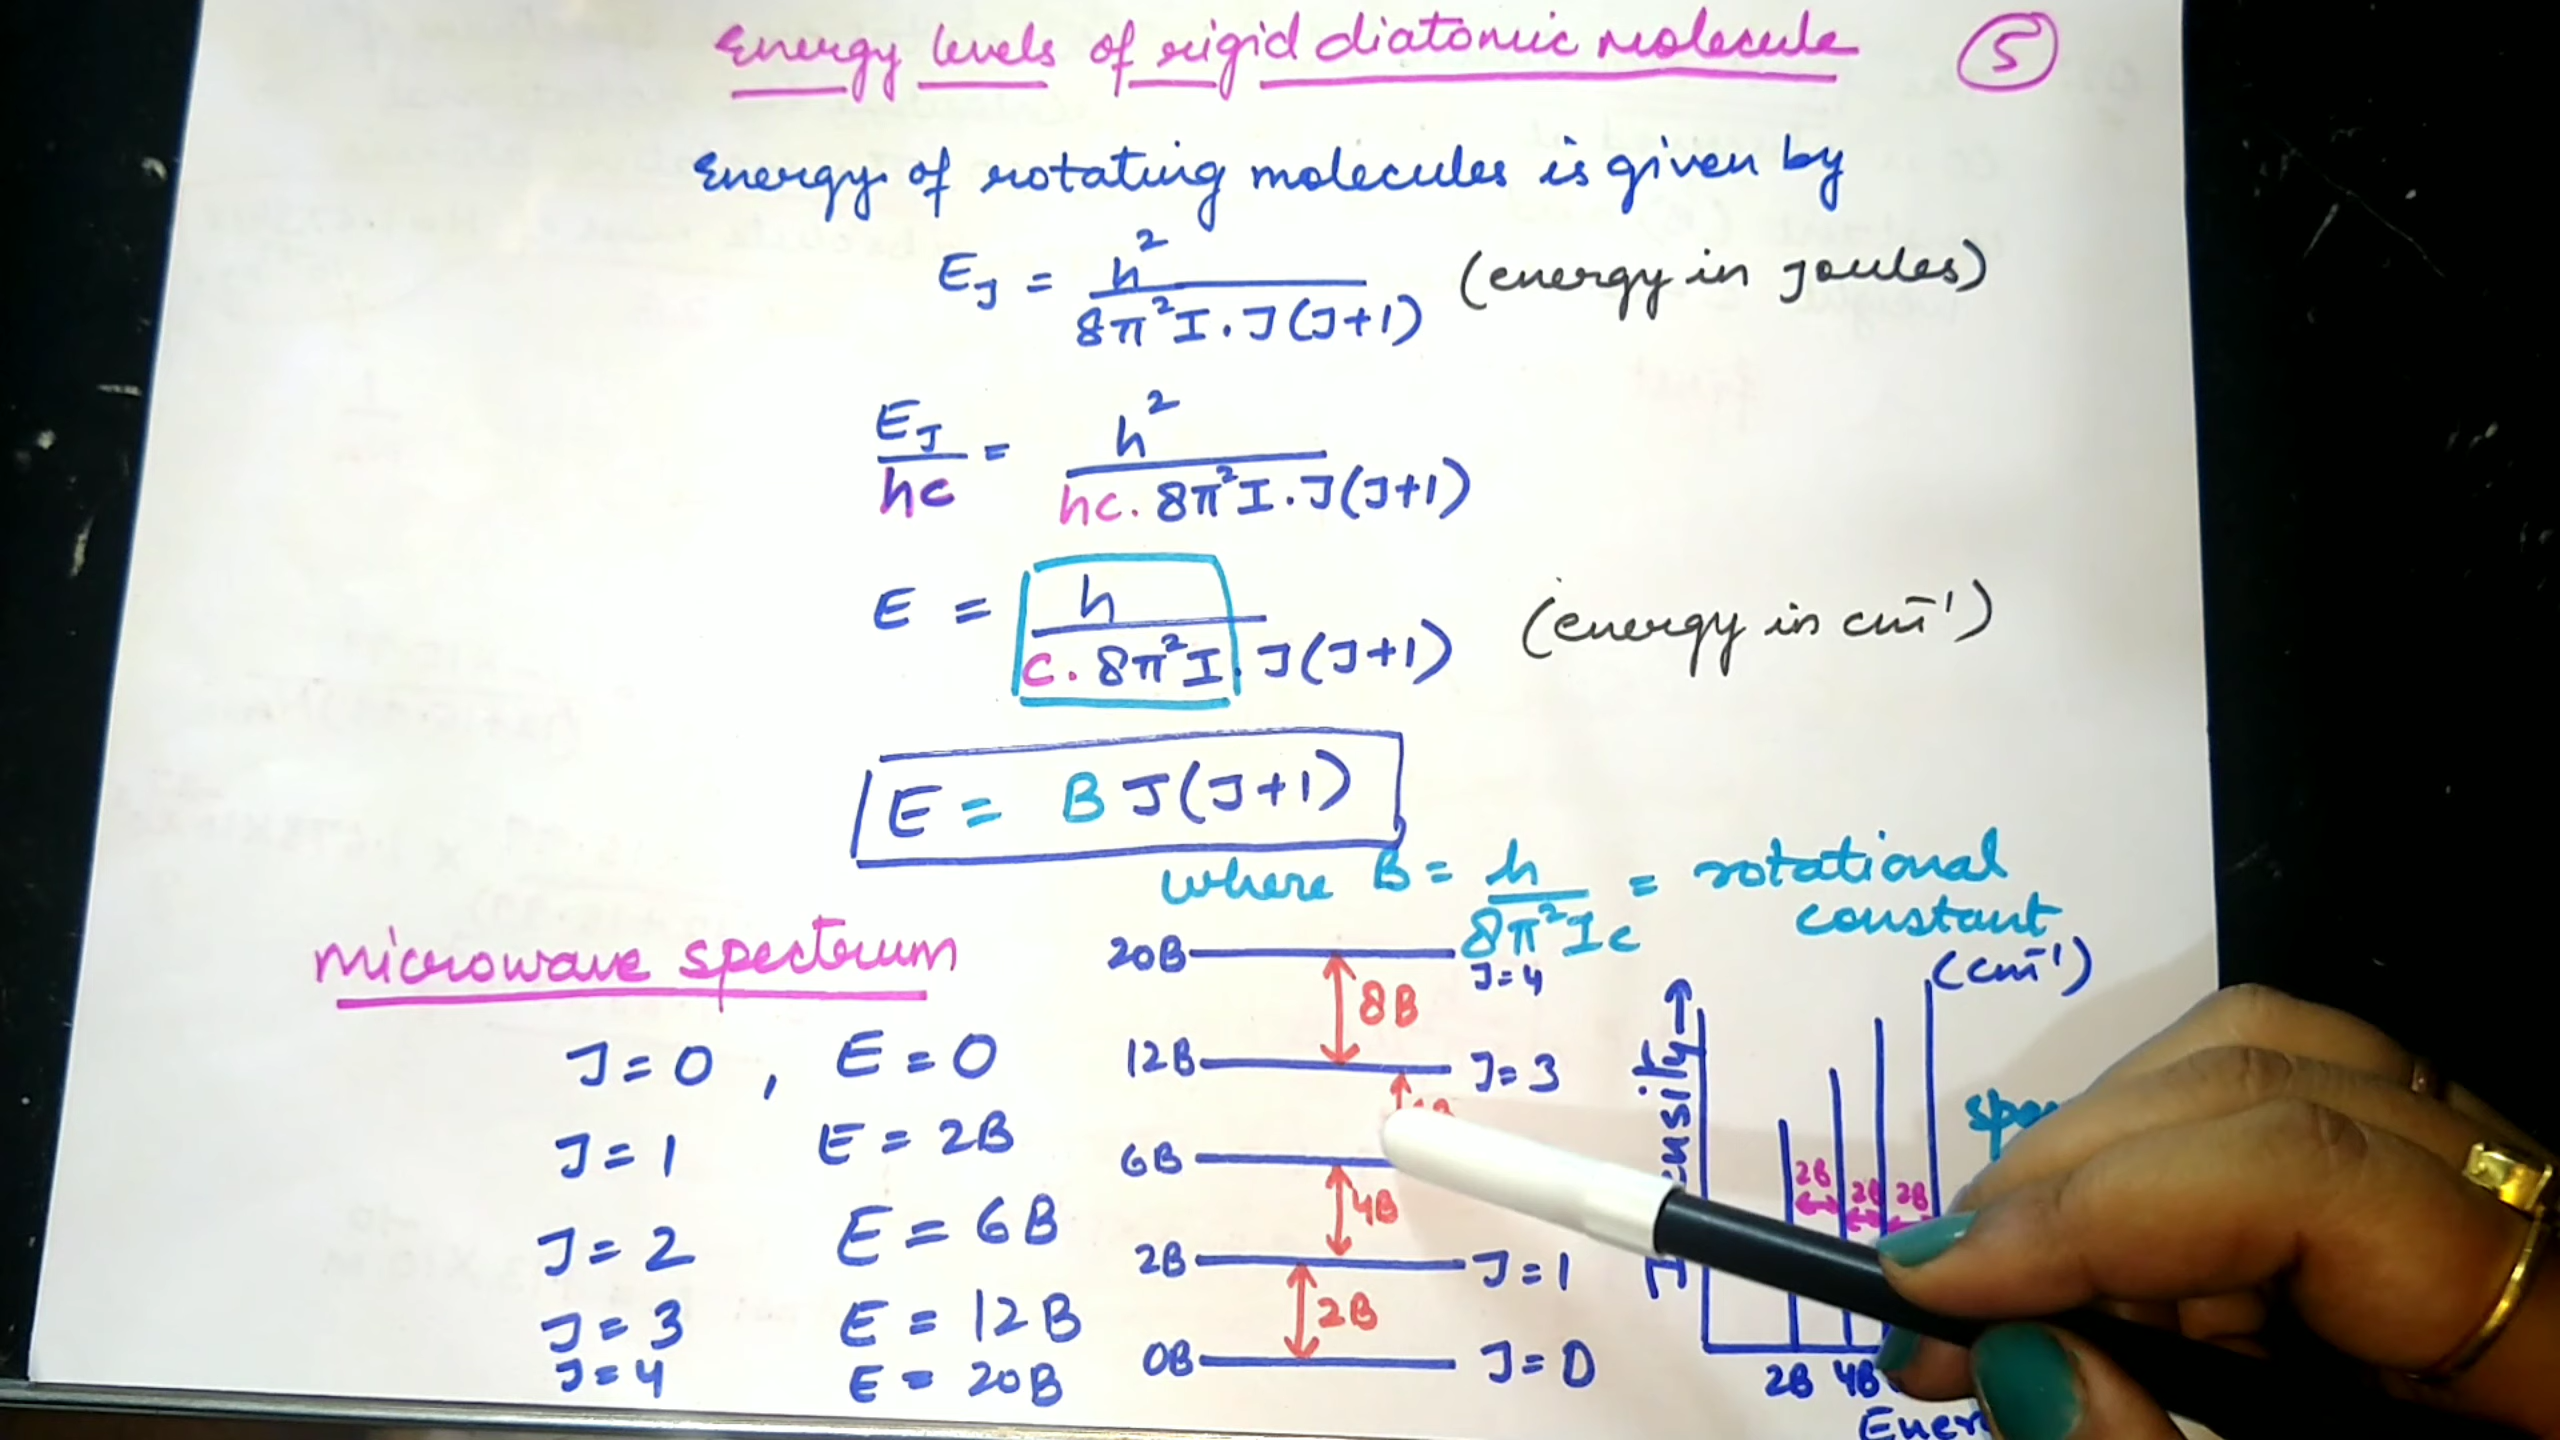 Energy levels of rigid diatomic molecule 5
Energy of rotating molecules is given by
E_J = h² / 8π²I . J(J+1) (energy in Joules)
E_J / hc = h² / hc. 8π²I . J(J+1)
E = h / c. 8π²I . J(J+1) (energy in cm⁻¹)
E = B J(J+1)
where B = h / 8π²Ic = rotational constant
(cm⁻¹)
Microwave spectrum
J=0 , E=0
J=1 E=2B
J=2 E=6B
J=3 E=12B
J=4 E=20B
20B J=4
8B
12B J=3
6B
4B
2B J=1
2B
0B J=0
2B 2B 2B
2B 4B